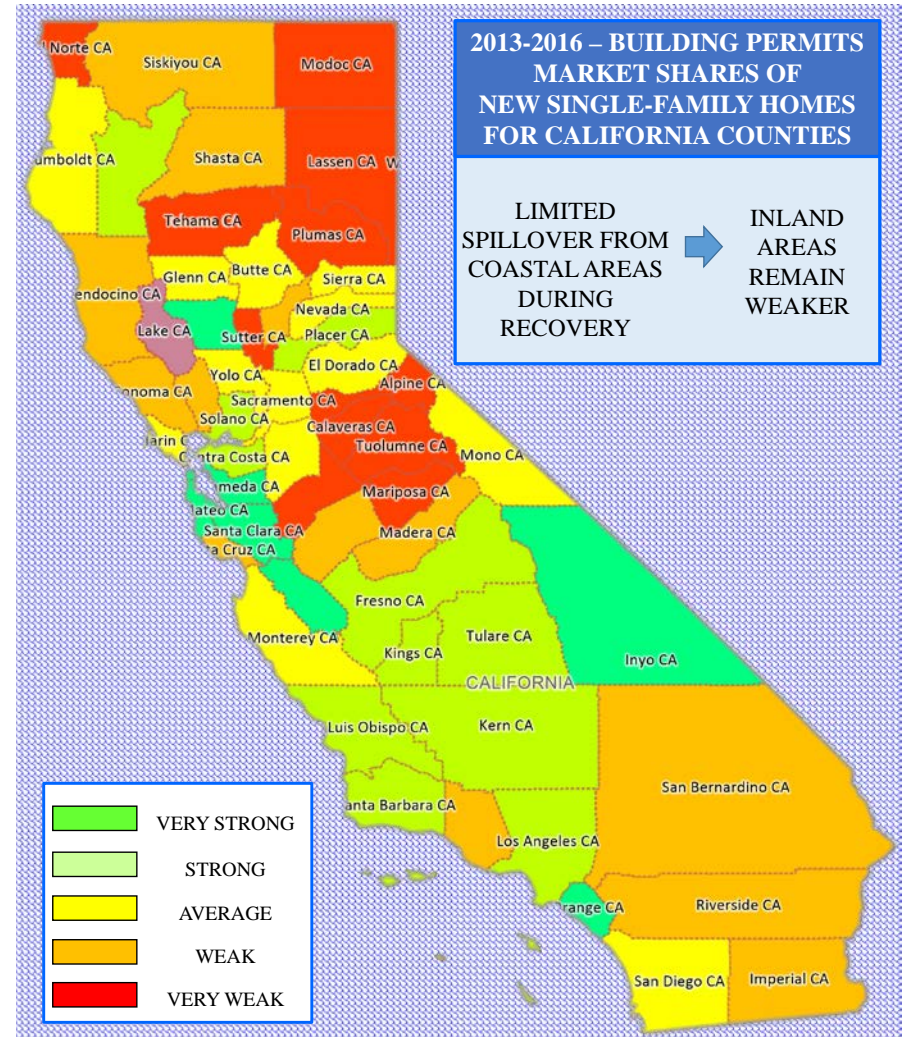 2013-2016 – BUILDING PERMITS
MARKET SHARES OF
NEW SINGLE-FAMILY HOMES
FOR CALIFORNIA COUNTIES
LIMITED
SPILLOVER FROM
COASTAL AREAS
DURING
RECOVERY
INLAND
AREAS
REMAIN
WEAKER
Norte CA
Siskiyou CA
Modoc CA
umboldt CA
Shasta CA
Lassen CA
W
Tehama CA
Plumas CA
Glenn CA
Butte CA
Sierra CA
endocino CA
Nevada CA
Lake CA
Sutter CA
Placer CA
Yolo CA
El Dorado CA
Alpine CA
onoma CA
Sacramento CA
Solano CA
Calaveras CA
arin C
Tuolumne CA
Contra Costa CA
Mono CA
meda CA
Mariposa CA
ateo CA
Santa Clara CA
Madera CA
a Cruz CA
Fresno CA
Monterey CA
Kings CA
Tulare CA
Inyo CA
CALIFORNIA
Luis Obispo CA
Kern CA
San Bernardino CA
anta Barbara CA
Los Angeles CA
range CA
Riverside CA
San Diego CA
Imperial CA
VERY STRONG
STRONG
AVERAGE
WEAK
VERY WEAK